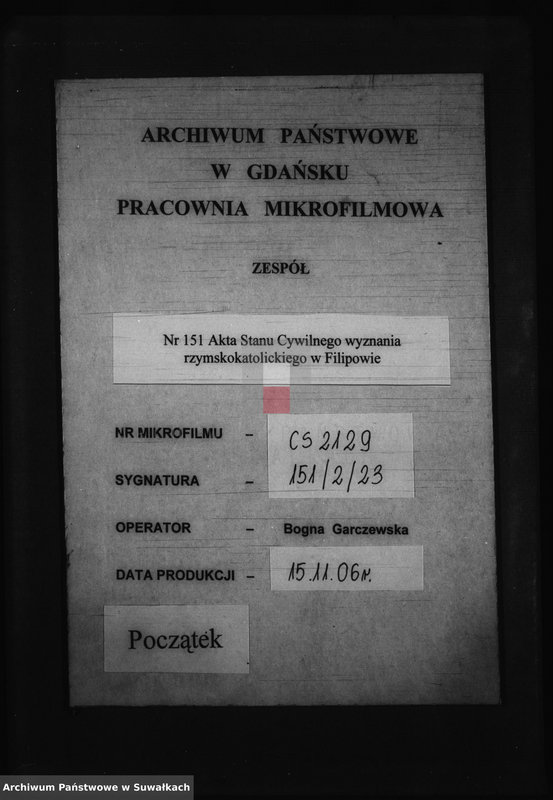 ARCHIWUM PAŃSTWOWE
W GDAŃSKU
PRACOWNIA MIKROFILMOWA
ZESPÓŁ
Nr 151 Akta Stanu Cywilnego wyznania
rzymskokatolickiego w Filipowie
NR MIKROFILMU – CS 2129
SYGNATURA – 151/2/23
OPERATOR – Bogna Garczewska
DATA PRODUKCJI – 15.11.06r.
Początek
Archiwum Państwowe w Suwałkach